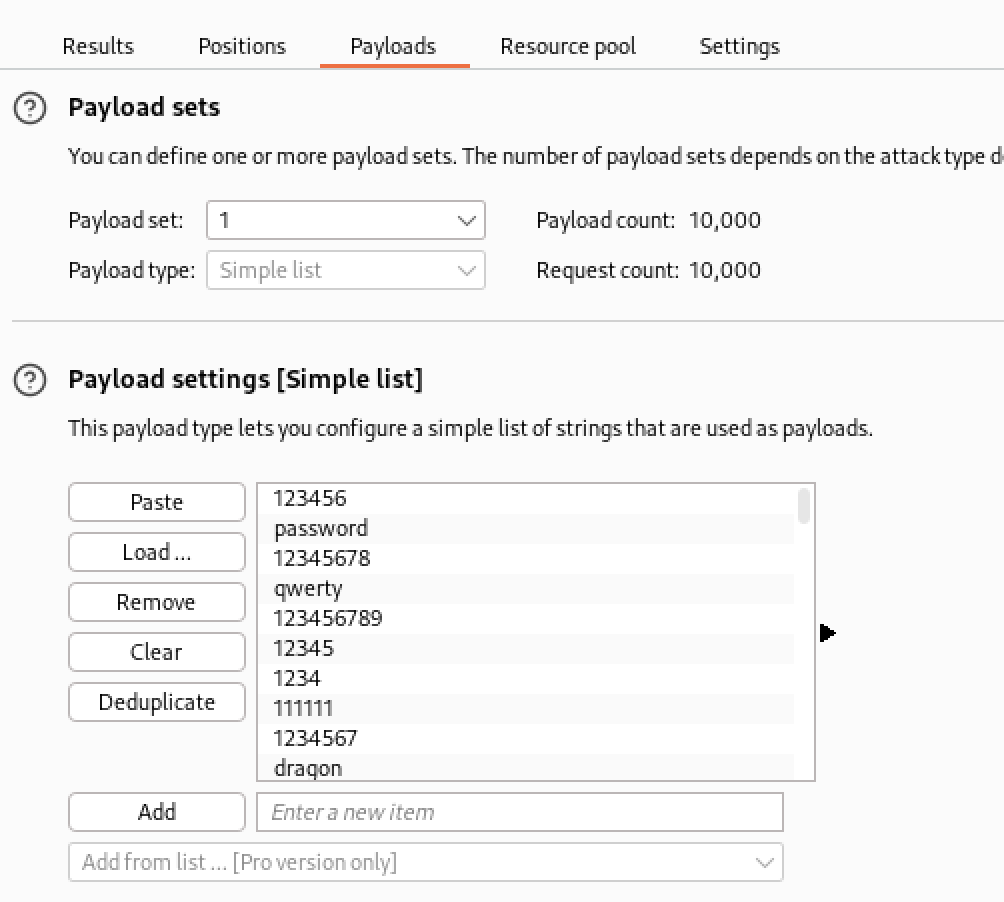 Results Positions Payloads Resource pool Settings
Payload sets
You can define one or more payload sets. The number of payload sets depends on the attack type
Payload set: 1 Payload count: 10,000
Payload type: Simple list Request count: 10,000
Payload settings [Simple list]
This payload type lets you configure a simple list of strings that are used as payloads.
Paste
Load ...
Remove
Clear
Deduplicate
123456
password
12345678
qwerty
123456789
12345
1234
111111
1234567
dragon
Add Enter a new item
Add from list ... [Pro version only]